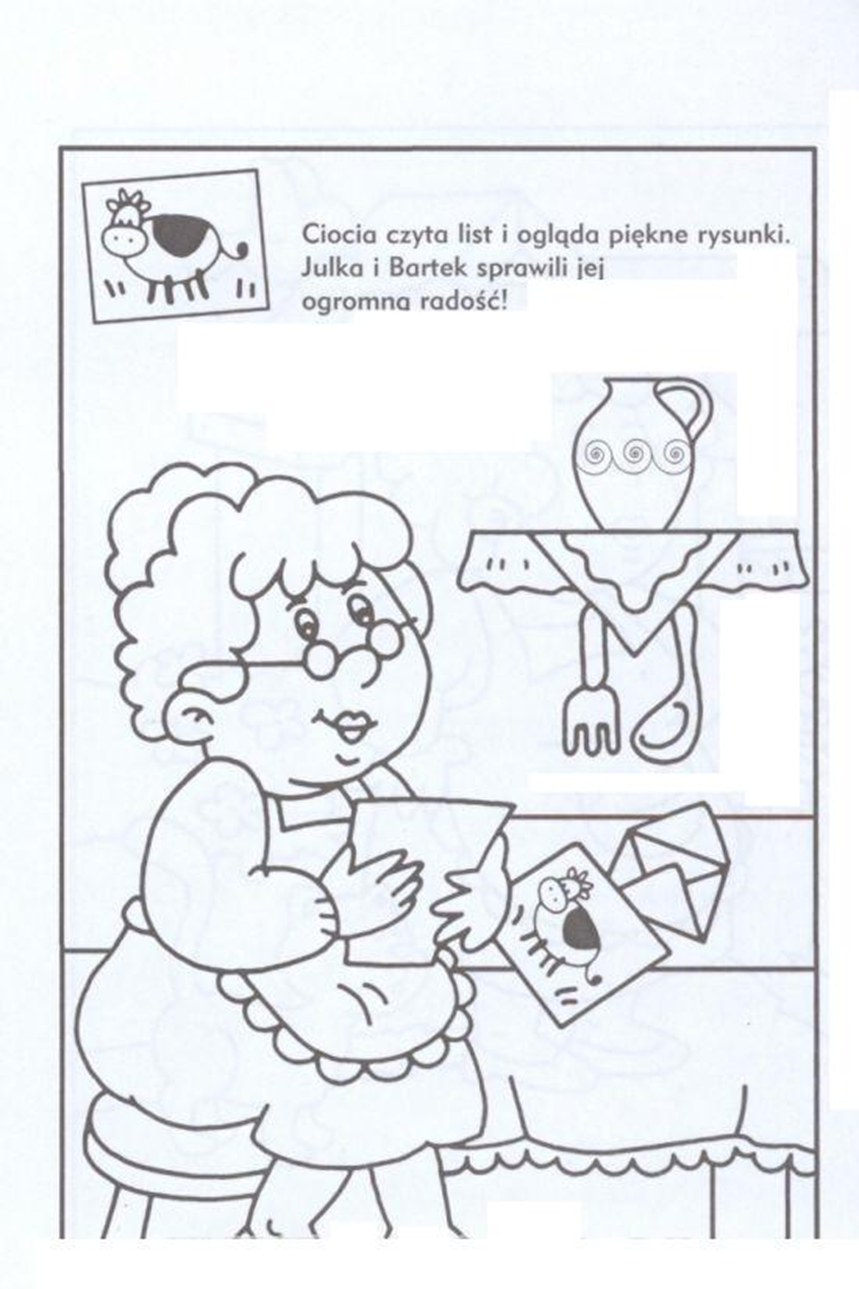 Ciocia czyta list i ogląda piękne rysunki.
Julka i Bartek sprawili jej
ogromną radość!